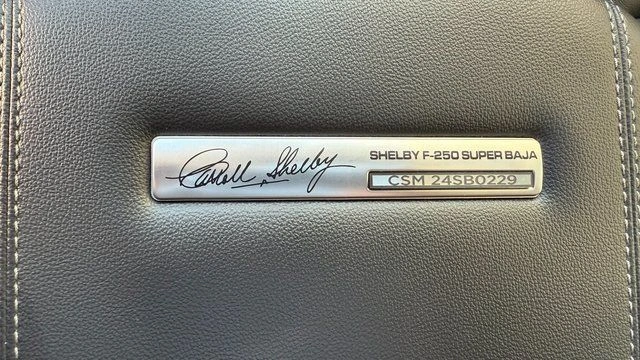 Carroll Shelby
SHELBY F-250 SUPER BAJA
CSM 24SB0229